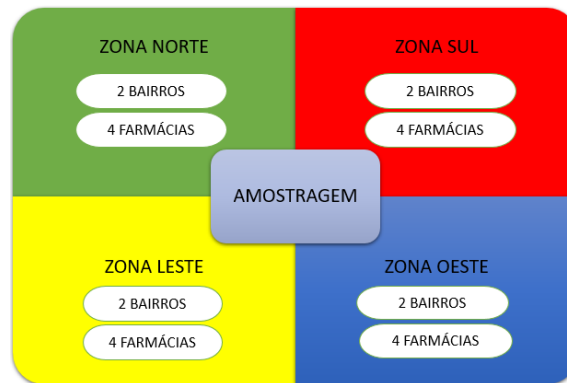 ZONA NORTE
2 BAIRROS
4 FARMÁCIAS
ZONA SUL
2 BAIRROS
4 FARMÁCIAS
AMOSTRAGEM
ZONA LESTE
2 BAIRROS
4 FARMÁCIAS
ZONA OESTE
2 BAIRROS
4 FARMÁCIAS